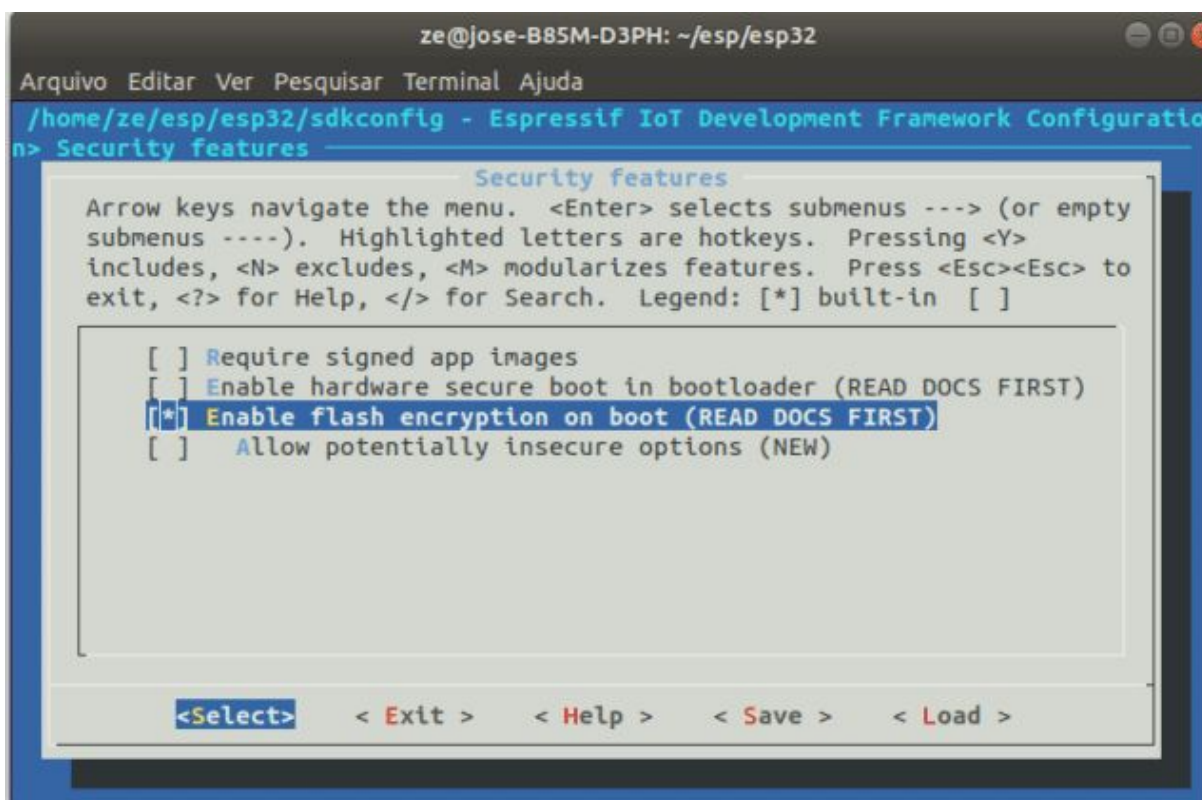 ze@jose-B85M-D3PH: ~/esp/esp32
Arquivo Editar Ver Pesquisar Terminal Ajuda
/home/ze/esp/esp32/sdkconfig - Espressif IoT Development Framework Configuratio
n> Security features
Security features
Arrow keys navigate the menu. <Enter> selects submenus ---> (or empty
submenus ----). Highlighted letters are hotkeys. Pressing <Y>
includes, <N> excludes, <M> modularizes features. Press <Esc><Esc> to
exit, <?> for Help, </> for Search. Legend: [*] built-in [ ]
[ ] Require signed app images
[ ] Enable hardware secure boot in bootloader (READ DOCS FIRST)
[*] Enable flash encryption on boot (READ DOCS FIRST)
[ ] Allow potentially insecure options (NEW)
<Select> < Exit > < Help > < Save > < Load >